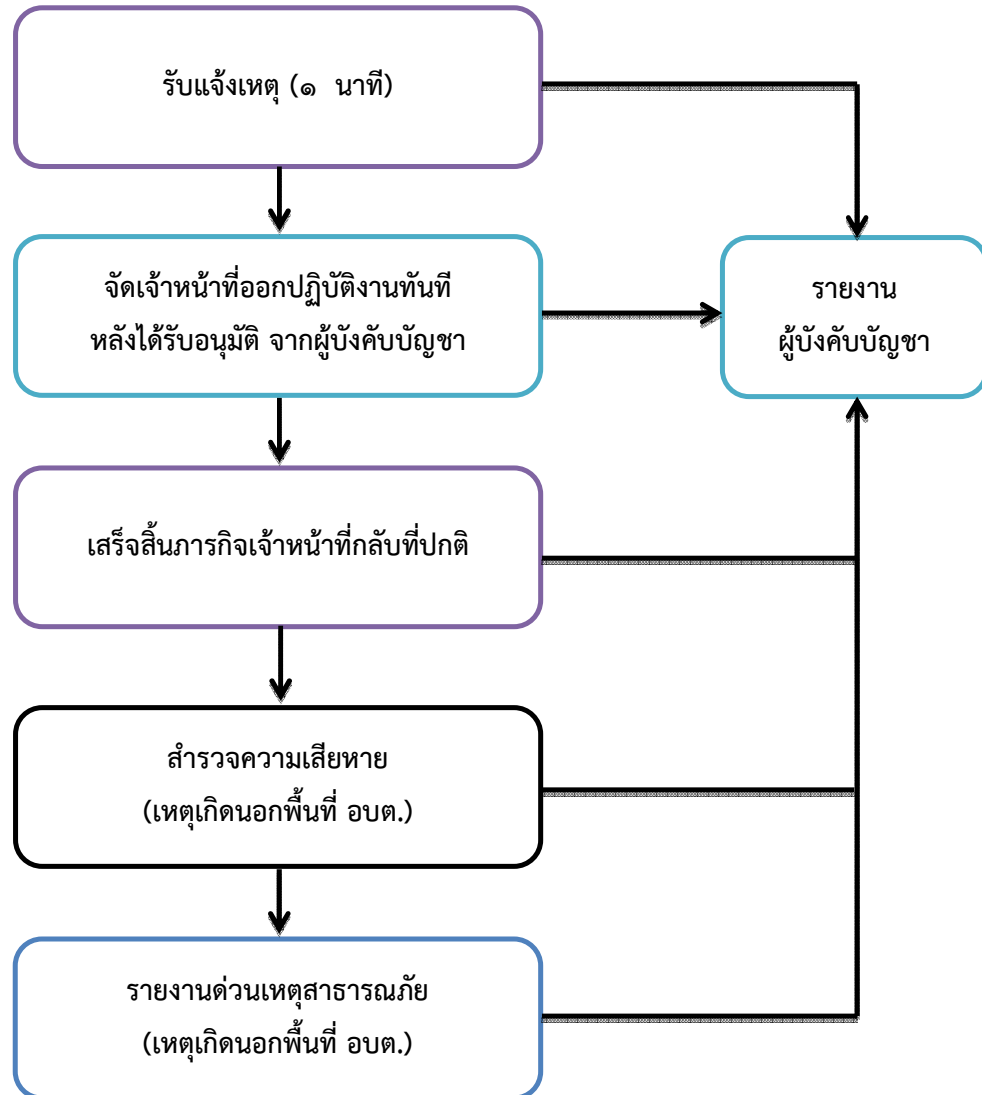 รับแจ้งเหตุ (๑ นาที)
จัดเจ้าหน้าที่ออกปฏิบัติงานทันที
หลังได้รับอนุมัติ จากผู้บังคับบัญชา
รายงาน
ผู้บังคับบัญชา
เสร็จสิ้นภารกิจเจ้าหน้าที่กลับที่ปกติ
สำรวจความเสียหาย
(เหตุเกิดนอกพื้นที่ อบต.)
รายงานด่วนเหตุสาธารณภัย
(เหตุเกิดนอกพื้นที่ อบต.)